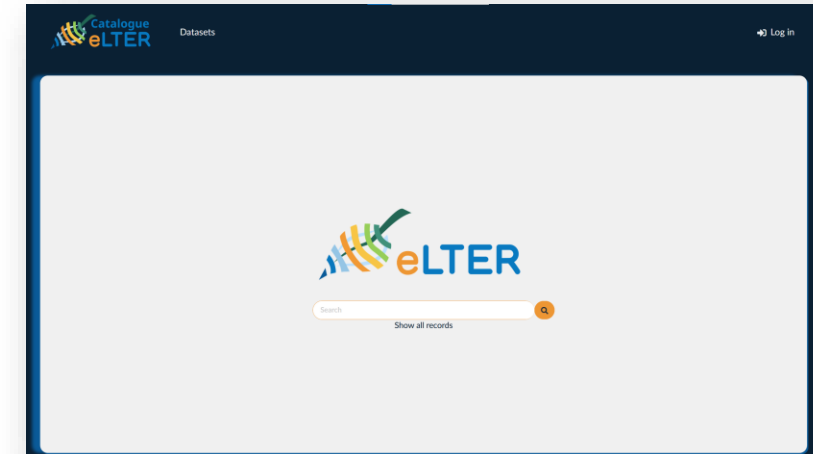 Catalogue
eLTER
Datasets
Log in
eLTER
Search
Show all records